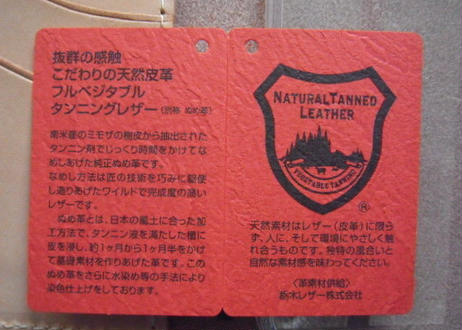 抜群の感触
こだわりの天然皮革
フルベジタブル
タンニングレザー(別称 ぬめ革)
南米産のミモザの樹皮から抽出された
タンニン剤でじっくり時間をかけてな
めしあげた純正ぬめ革です。
なめし方法は匠の技術を巧みに駆使
し造りあげたワイルドで完成度の高い
レザーです。
ぬめ革とは、日本の風土に合った加
工方法で、タンニン液を満たした槽に
皮を浸し、約1ヶ月から1ヶ月半をかけ
て基礎素材を作りあげた革です。この
ぬめ革をさらに水染め等の手法により
染色仕上げをしております。
NATURAL TANNED
LEATHER
VEGETABLE TANNING
®
天然素材はレザー(皮革)に限ら
ず、人に、そして環境にやさしく触
れ合うものです。独特の風合いと
自然な素材感を味わってください。
〈革素材供給〉
栃木レザー株式会社